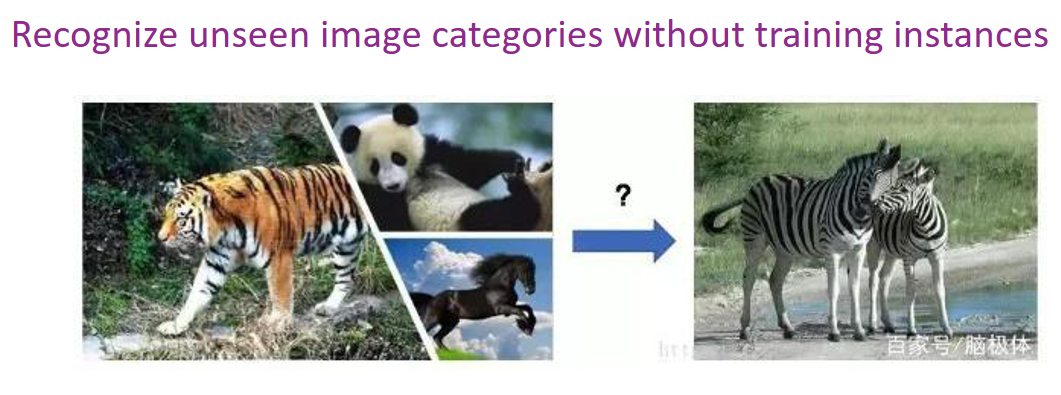 Recognize unseen image categories without training instances
?
百家号/脑极体